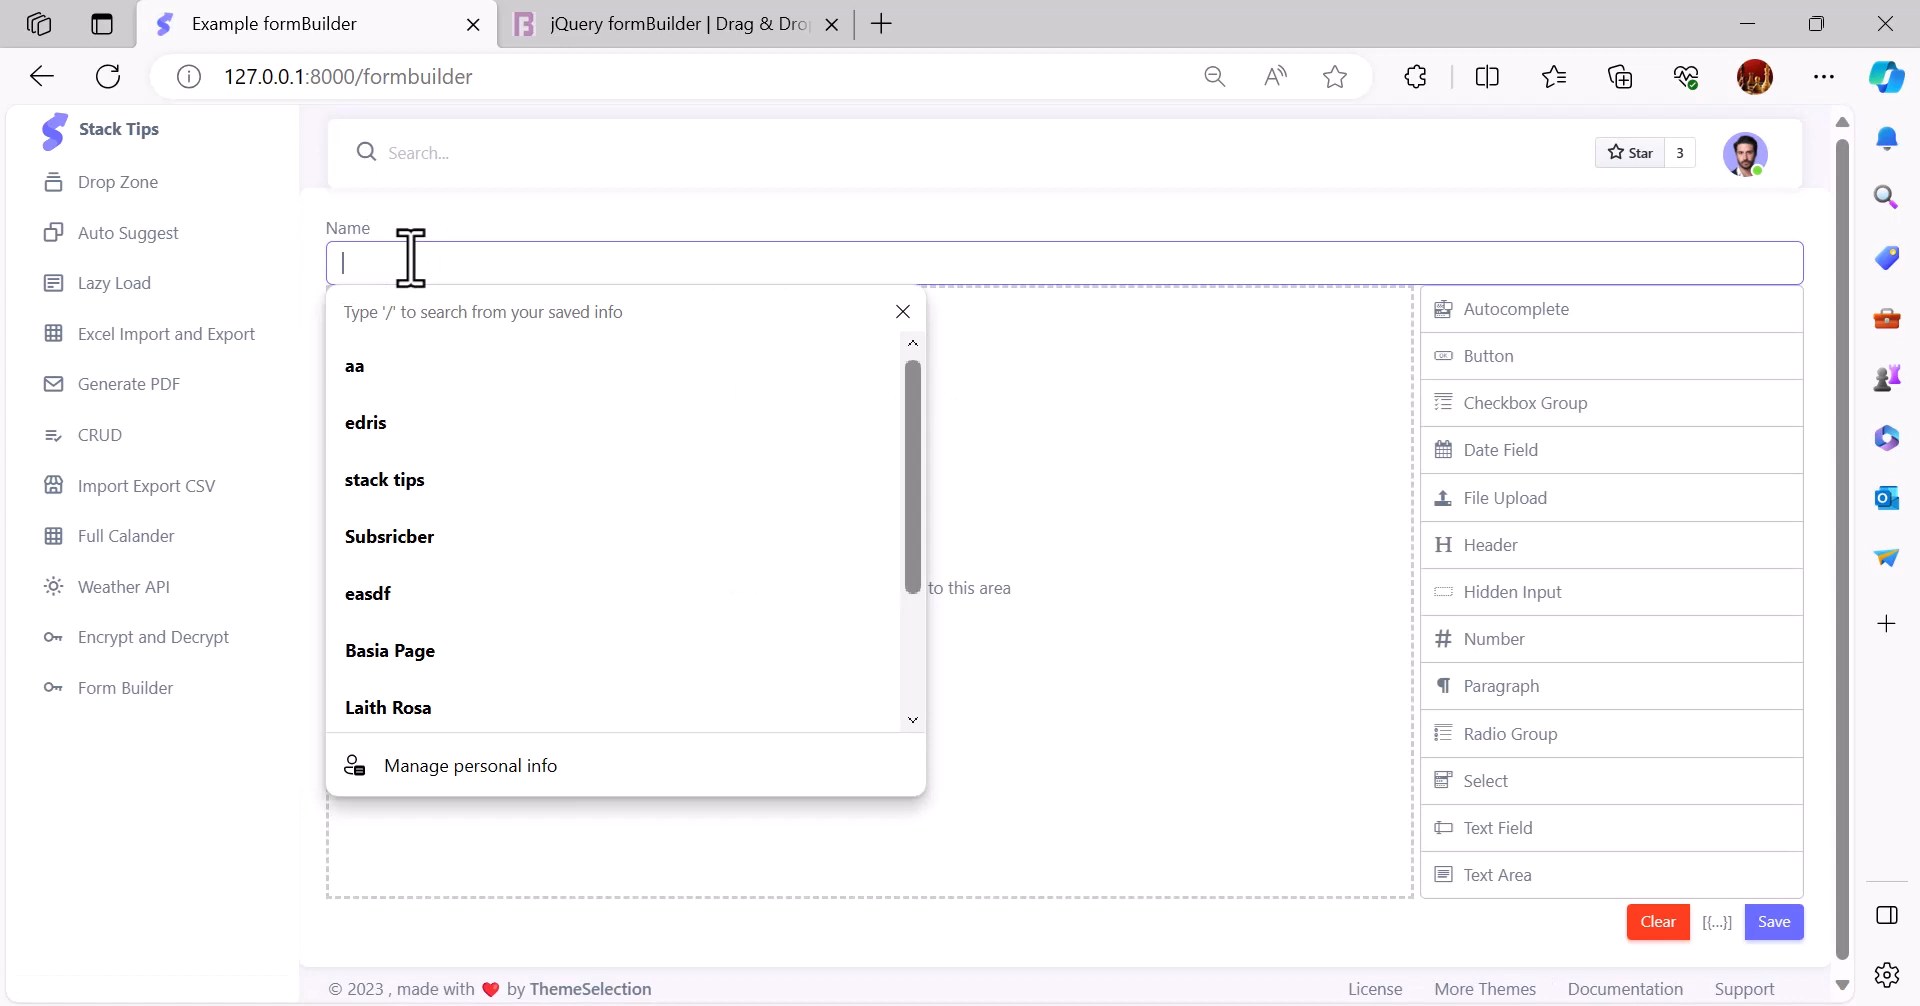 Example formBuilder
jQuery formBuilder | Drag & Dro
127.0.0.1:8000/formbuilder
Stack Tips
Drop Zone
Auto Suggest
Lazy Load
Excel Import and Export
Generate PDF
CRUD
Import Export CSV
Full Calander
Weather API
Encrypt and Decrypt
Form Builder
Search...
Star 3
Name
Type '/' to search from your saved info
aa
edris
stack tips
Subsricber
easdf
Basia Page
Laith Rosa
Manage personal info
to this area
Autocomplete
Button
Checkbox Group
Date Field
File Upload
H Header
Hidden Input
# Number
¶ Paragraph
Radio Group
Select
Text Field
Text Area
Clear [{...}] Save
© 2023 , made with ❤️ by ThemeSelection
License More Themes Documentation Support